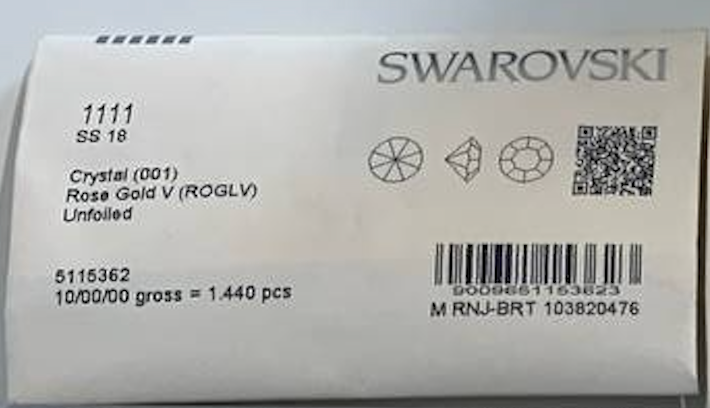 SWAROVSKI
1111
SS 18
Crystal (001)
Rose Gold V (ROGLV)
Unfoiled
5115362
10/00/00 gross = 1.440 pcs
9009651153623
M RNJ-BRT 103820476